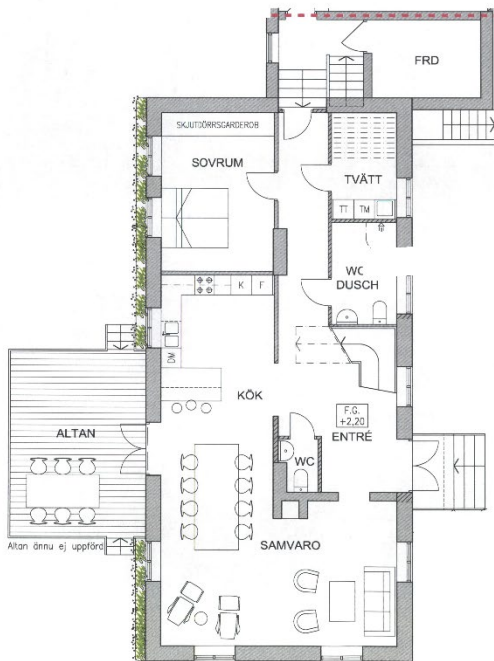 FRD
SKJUTDÖRRSGARDEROB
SOVRUM
TVÄTT
TT TM
WC
DUSCH
K F
DM
KÖK
ALTAN
F.G.
+2,20
ENTRÉ
WC
Altan ännu ej uppförd
SAMVARO